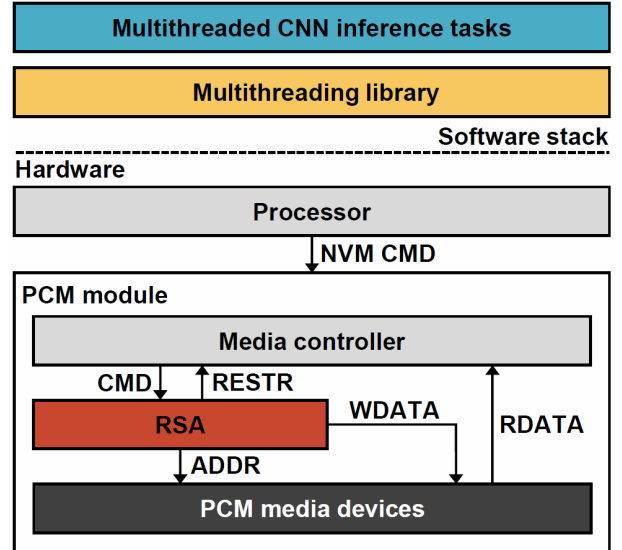 Multithreaded CNN inference tasks
Multithreading library
Software stack
Hardware
Processor
NVM CMD
PCM module
Media controller
CMD
RESTR
WDATA
RDATA
RSA
ADDR
PCM media devices